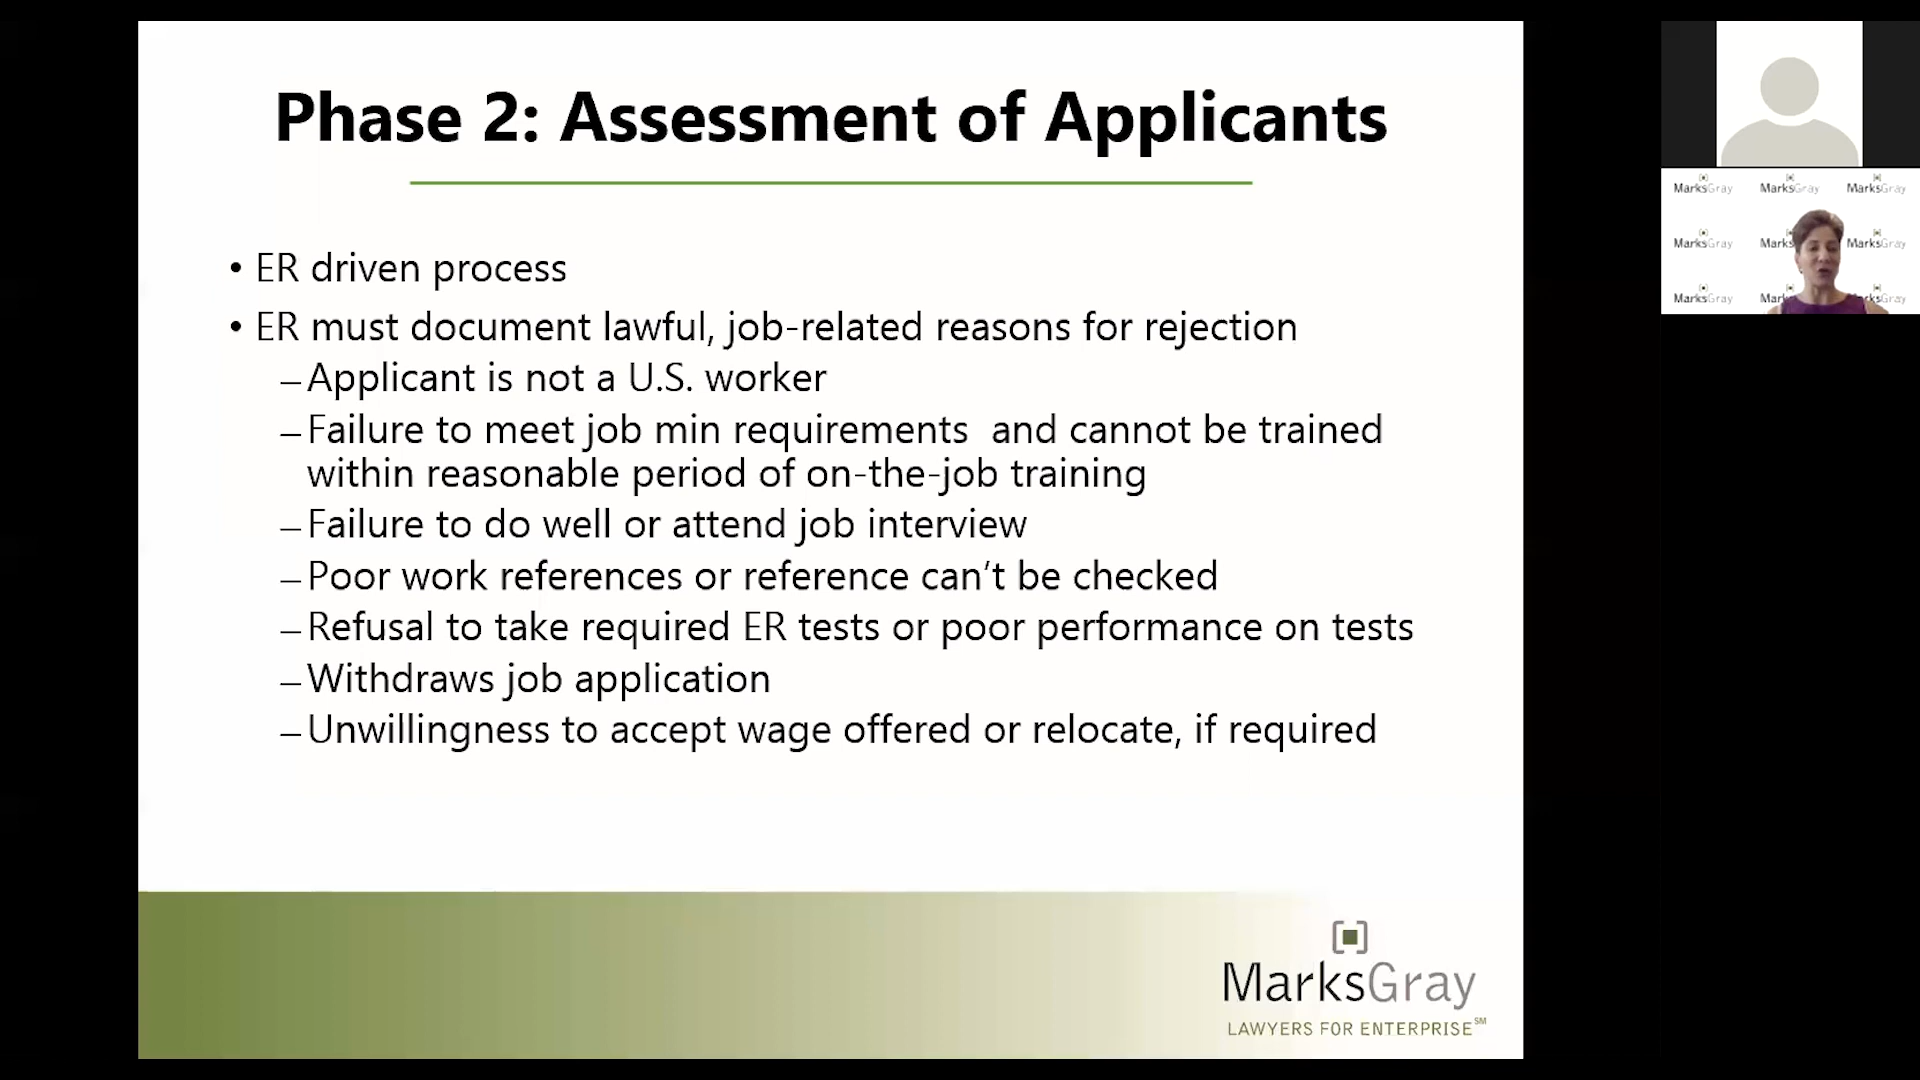 Phase 2: Assessment of Applicants
• ER driven process
• ER must document lawful, job-related reasons for rejection
– Applicant is not a U.S. worker
– Failure to meet job min requirements  and cannot be trained
within reasonable period of on-the-job training
– Failure to do well or attend job interview
– Poor work references or reference can't be checked
– Refusal to take required ER tests or poor performance on tests
– Withdraws job application
– Unwillingness to accept wage offered or relocate, if required
MarksGray
LAWYERS FOR ENTERPRISE℠
MarksGray MarksGray MarksGray
MarksGray Marks MarksGray
MarksGray Mar rksGray